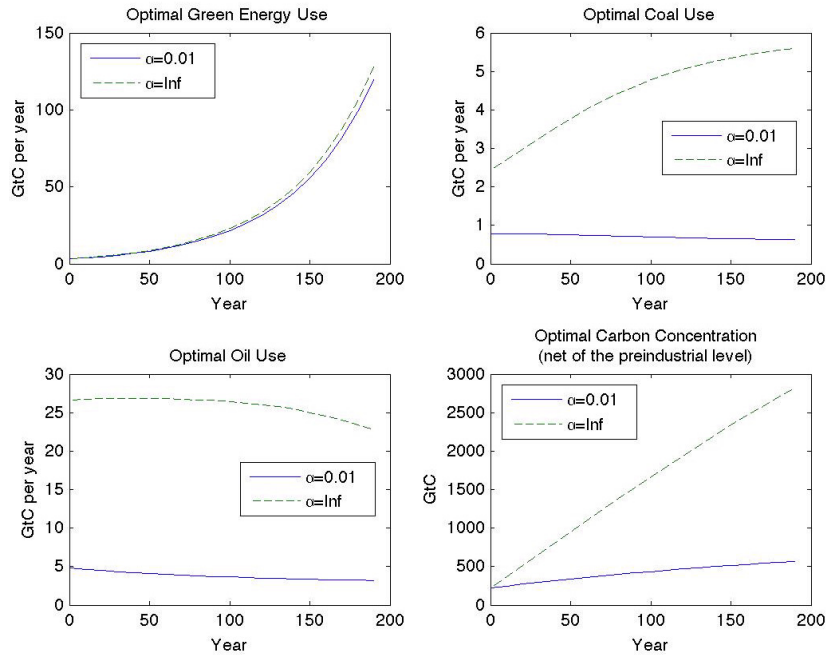 Optimal Green Energy Use
150
100
50
0
GtC per year
α=0.01
α=Inf
0 50 100 150 200
Year
Optimal Coal Use
6
5
4
3
2
1
0
GtC per year
α=0.01
α=Inf
0 50 100 150 200
Year
Optimal Oil Use
30
25
20
15
10
5
0
GtC per year
α=0.01
α=Inf
0 50 100 150 200
Year
Optimal Carbon Concentration
(net of the preindustrial level)
3000
2500
2000
1500
1000
500
0
GtC
α=0.01
α=Inf
0 50 100 150 200
Year